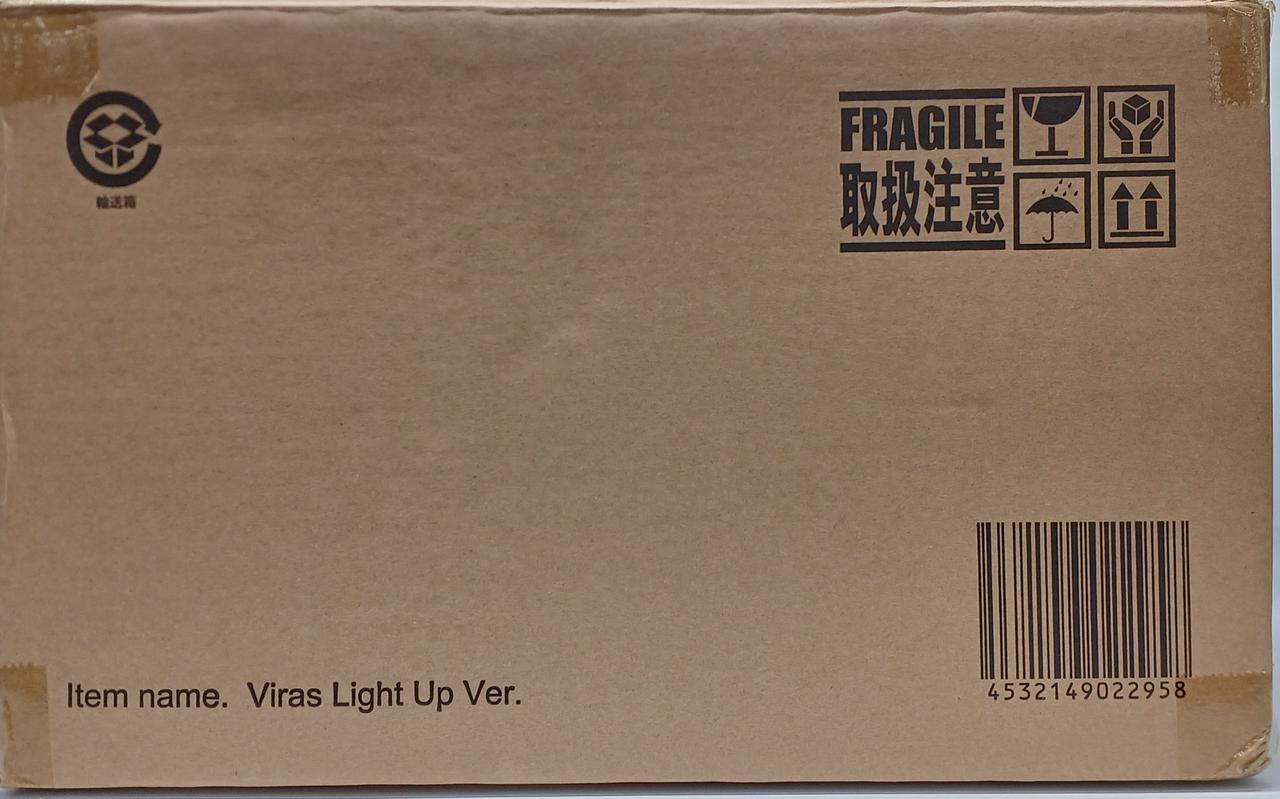 輸送箱
FRAGILE
取扱注意
Item name.  Viras Light Up Ver.
4532149022958